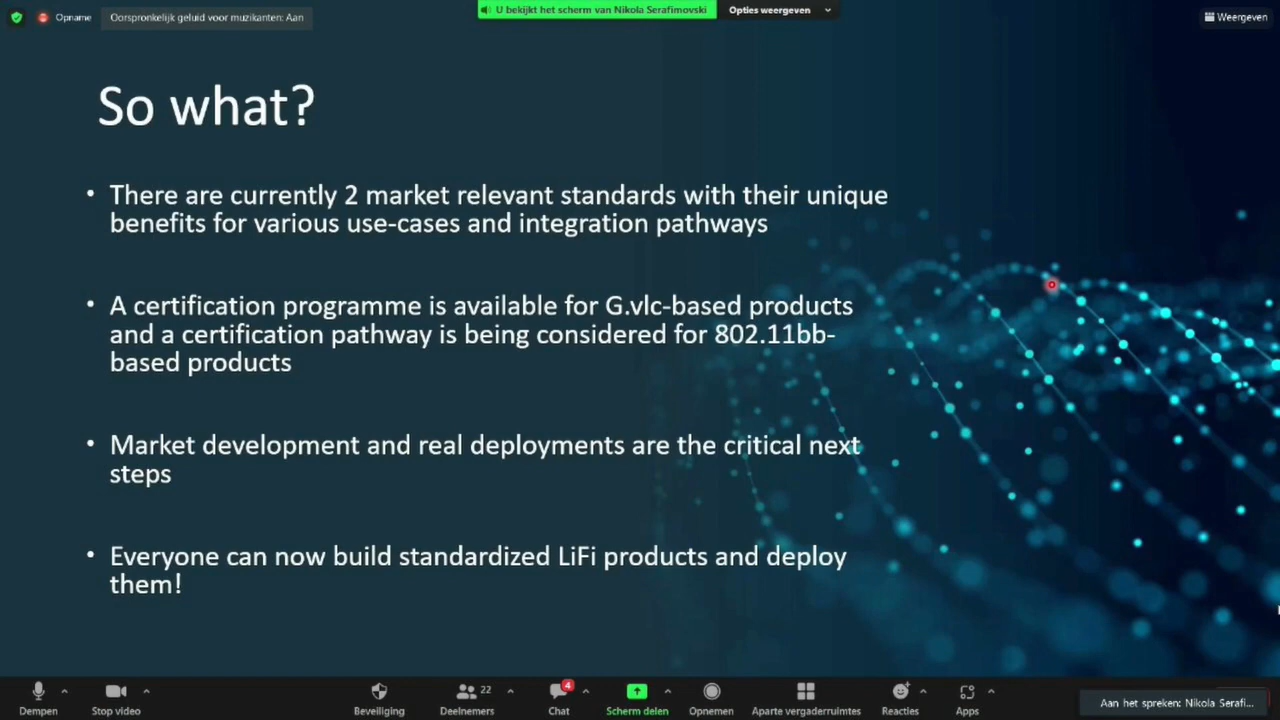 Opname
Oorspronkelijk geluid voor muzikanten: Aan
U bekijkt het scherm van Nikola Serafimovski
Opties weergeven
Weergeven
So what?
• There are currently 2 market relevant standards with their unique
benefits for various use-cases and integration pathways
• A certification programme is available for G.vlc-based products
and a certification pathway is being considered for 802.11bb-
based products
• Market development and real deployments are the critical next
steps
• Everyone can now build standardized LiFi products and deploy
them!
Dempen
Stop video
Beveiliging
22
Deelnemers
4
Chat
Scherm delen
Opnemen
Aparte vergaderruimtes
Reacties
Apps
Aan het spreken: Nikola Serafi...